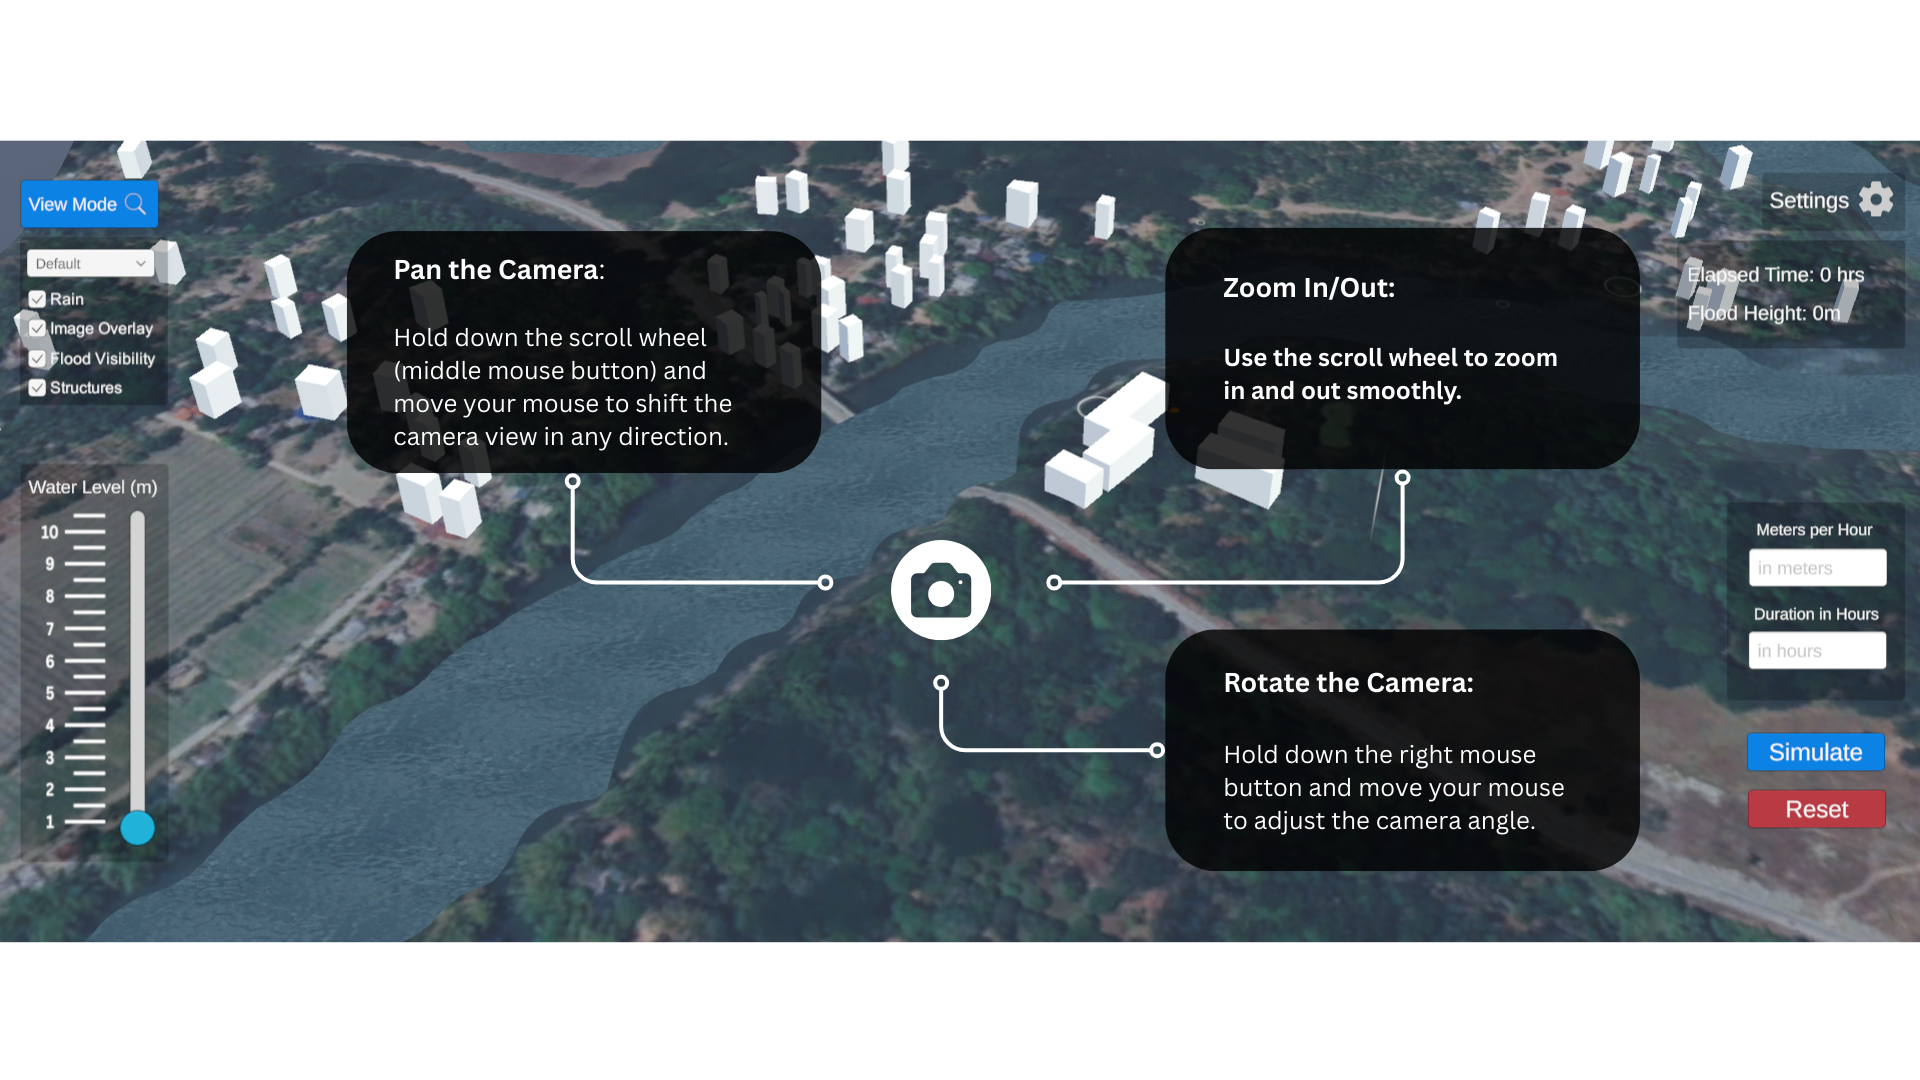 View Mode
Default
Rain
Image Overlay
Flood Visibility
Structures
Water Level (m)
10
9
8
7
6
5
4
3
2
1
Pan the Camera:
Hold down the scroll wheel
(middle mouse button) and
move your mouse to shift the
camera view in any direction.
Zoom In/Out:
Use the scroll wheel to zoom
in and out smoothly.
Rotate the Camera:
Hold down the right mouse
button and move your mouse
to adjust the camera angle.
Settings
Elapsed Time: 0 hrs
Flood Height: 0m
Meters per Hour
in meters
Duration in Hours
in hours
Simulate
Reset